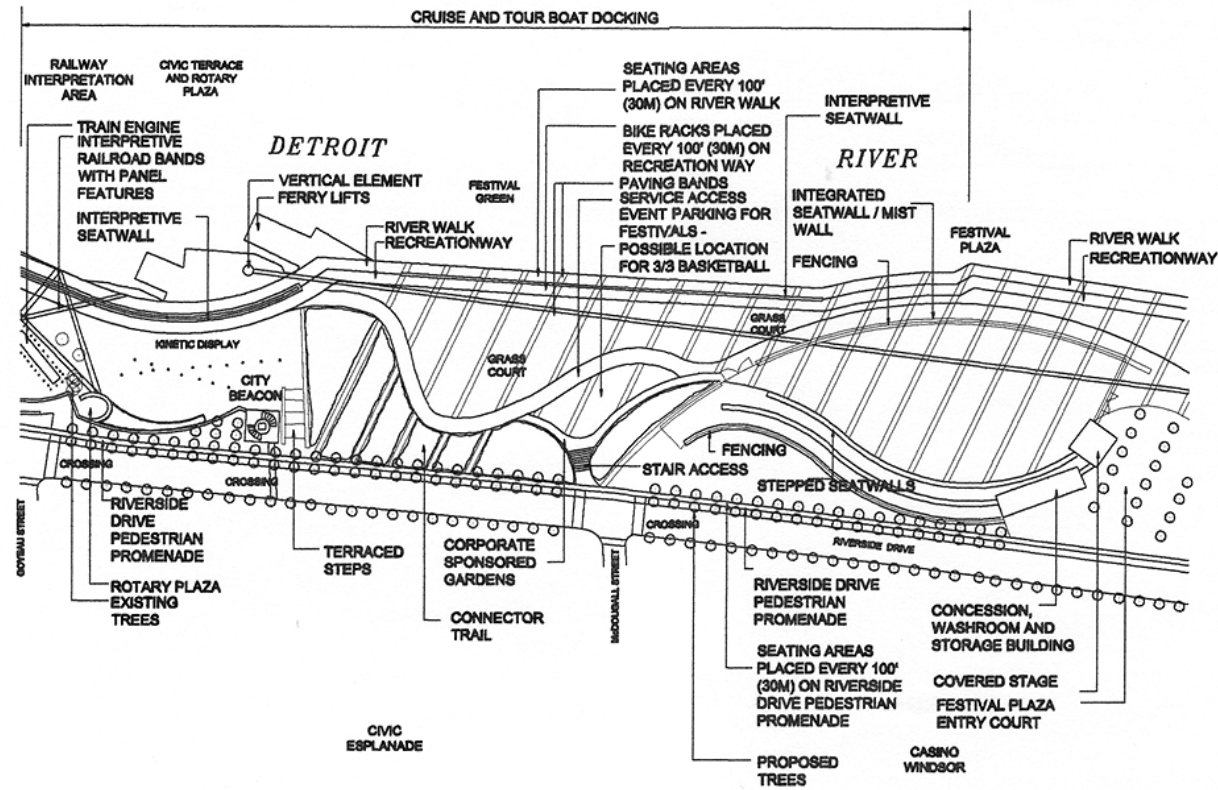 CRUISE AND TOUR BOAT DOCKING
RAILWAY
INTERPRETATION
AREA
CIVIC TERRACE
AND ROTARY
PLAZA
TRAIN ENGINE
INTERPRETIVE
RAILROAD BANDS
WITH PANEL
FEATURES
INTERPRETIVE
SEATWALL
DETROIT
VERTICAL ELEMENT
FERRY LIFTS
FESTIVAL
GREEN
RIVER WALK
RECREATIONWAY
SEATING AREAS
PLACED EVERY 100'
(30M) ON RIVER WALK
BIKE RACKS PLACED
EVERY 100' (30M) ON
RECREATION WAY
PAVING BANDS
SERVICE ACCESS
EVENT PARKING FOR
FESTIVALS -
POSSIBLE LOCATION
FOR 3/3 BASKETBALL
INTERPRETIVE
SEATWALL
RIVER
INTEGRATED
SEATWALL / MIST
WALL
FENCING
FESTIVAL
PLAZA
RIVER WALK
RECREATIONWAY
KINETIC DISPLAY
CITY
BEACON
GRASS
COURT
GRASS
COURT
FENCING
STAIR ACCESS
STEPPED SEATWALLS
CROSSING
CROSSING
CROSSING
RIVERSIDE DRIVE
GOYEAU STREET
McDOUGALL STREET
RIVERSIDE
DRIVE
PEDESTRIAN
PROMENADE
ROTARY PLAZA
EXISTING
TREES
TERRACED
STEPS
CORPORATE
SPONSORED
GARDENS
CONNECTOR
TRAIL
RIVERSIDE DRIVE
PEDESTRIAN
PROMENADE
SEATING AREAS
PLACED EVERY 100'
(30M) ON RIVERSIDE
DRIVE PEDESTRIAN
PROMENADE
PROPOSED
TREES
CONCESSION,
WASHROOM AND
STORAGE BUILDING
COVERED STAGE
FESTIVAL PLAZA
ENTRY COURT
CIVIC
ESPLANADE
CASINO
WINDSOR